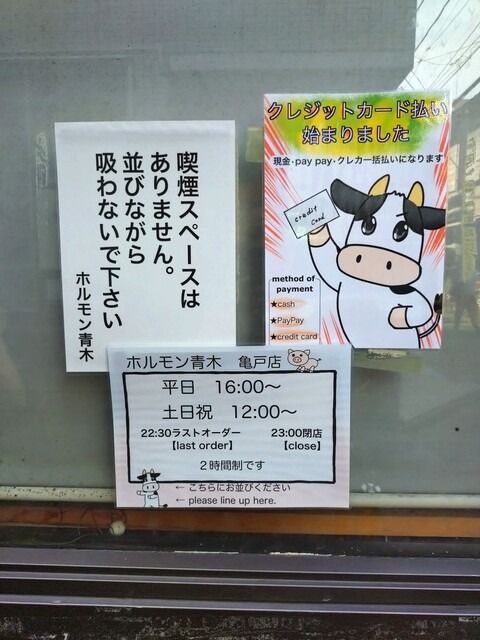 喫煙スペースは
ありません。
並びながら
吸わないで下さい
ホルモン青木
クレジットカード払い
始まりました
現金・pay pay・クレカ一括払いになります
credit
card
method of
payment
★cash
★PayPay
★credit card
ホルモン青木 亀戸店
平日 16:00〜
土日祝 12:00〜
22:30ラストオーダー 23:00閉店
【last order】 【close】
2時間制です
← こちらにお並びください
← please line up here.